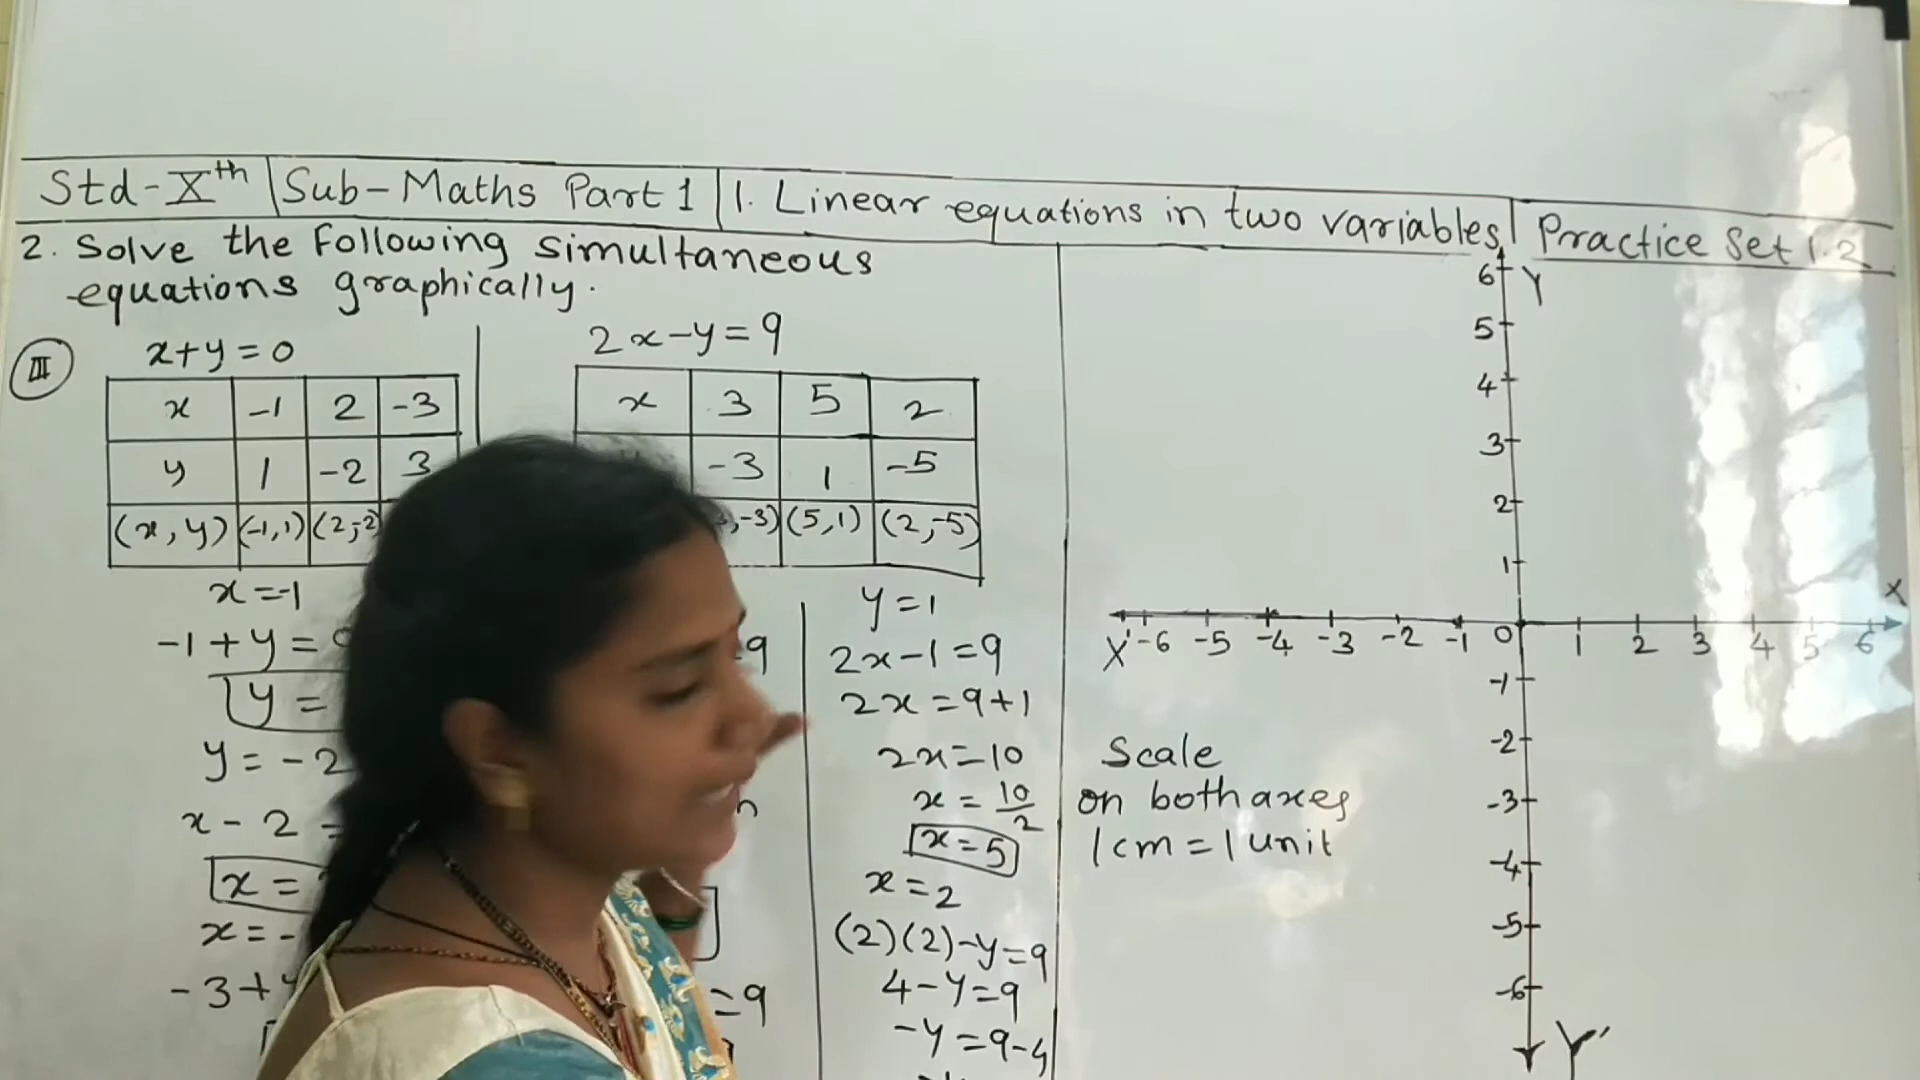 Std-Xth Sub-Maths Part 1 1. Linear equations in two variables Practice Set 1.2
2. Solve the following simultaneous
equations graphically.
III
x+y=0
x -1 2 -3
y 1 -2 3
(x,y) (-1,1) (2,-2)
x=-1
-1+y=
y=
y=-2
x-2=
x=
x=-
-3+y
2x-y=9
x 3 5 2
-3 1 -5
,-3) (5,1) (2,-5)
=9
=9
y=1
2x-1=9
2x=9+1
2x=10
x=10/2
x=5
x=2
(2)(2)-y=9
4-y=9
-y=9-4
Y
6
5
4
3
2
1
X
X' -6 -5 -4 -3 -2 -1 0 1 2 3 4 5 6
-1
-2
-3
-4
-5
-6
Y'
Scale
on both axes
1cm=1unit